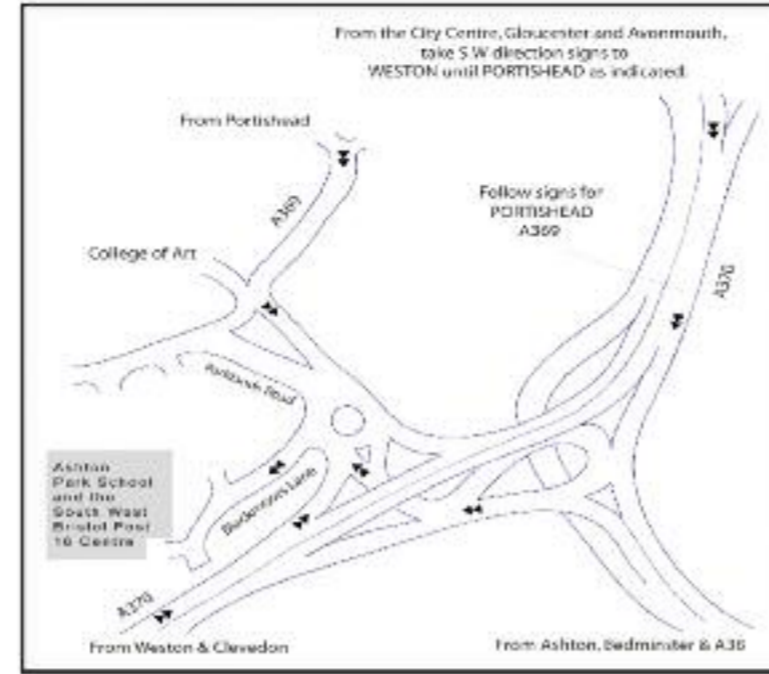 From the City Centre, Gloucester and Avonmouth,
take S.W direction signs to
WESTON until PORTISHEAD as indicated.
From Portishead
A369
Follow signs for
PORTISHEAD
A369
College of Art
A370
Road
Ashton
Park School
and the
South West
Bristol Post
16 Centre
Lane
A370
From Weston & Clevedon
From Ashton, Bedminster & A38